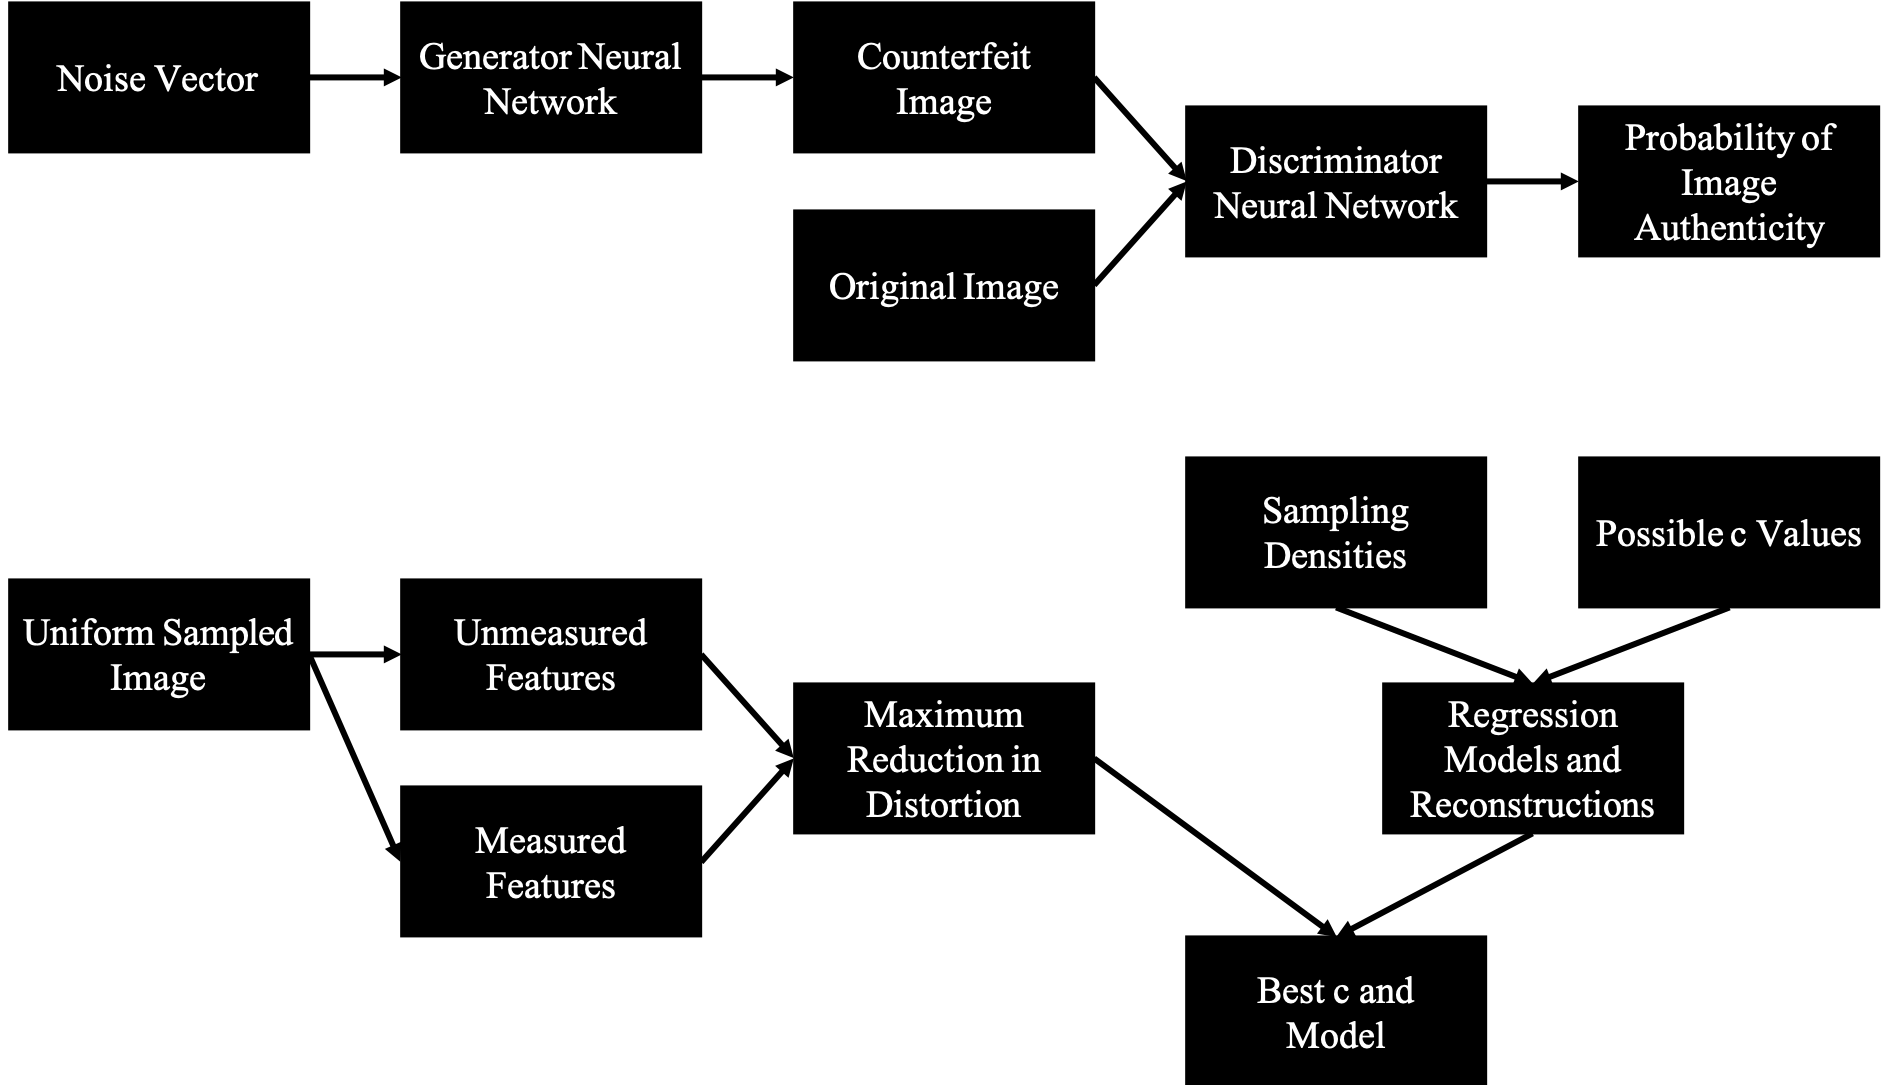 Noise Vector
Generator Neural
Network
Counterfeit
Image
Original Image
Discriminator
Neural Network
Probability of
Image
Authenticity
Uniform Sampled
Image
Unmeasured
Features
Measured
Features
Maximum
Reduction in
Distortion
Sampling
Densities
Possible c Values
Regression
Models and
Reconstructions
Best c and
Model